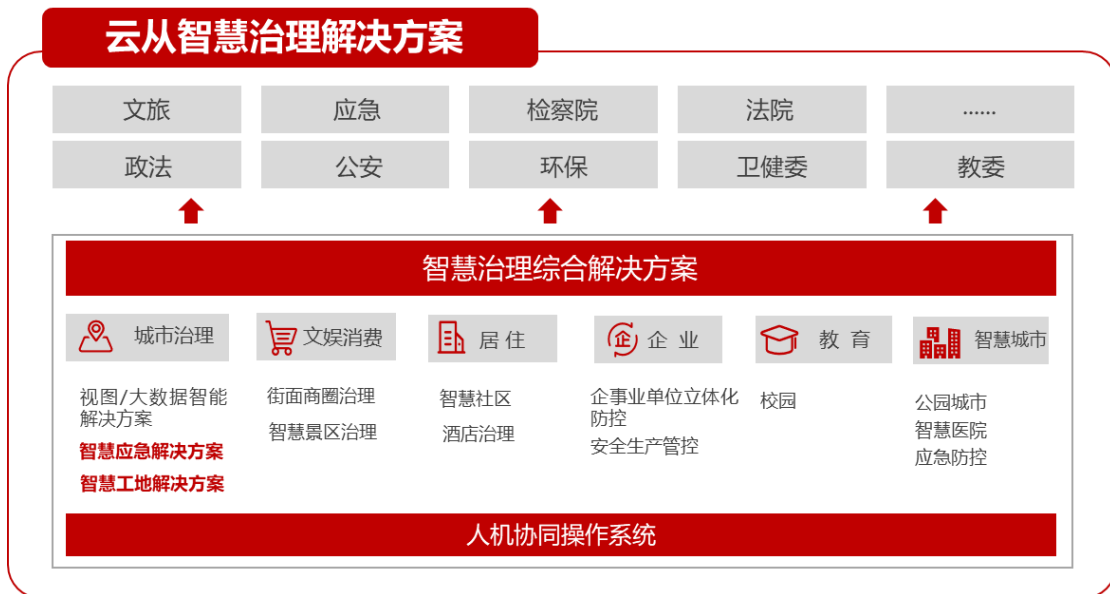 云从智慧治理解决方案
文旅
应急
检察院
法院
......
政法
公安
环保
卫健委
教委
智慧治理综合解决方案
城市治理
文娱消费
居住
企 企业
教育
智慧城市
视图/大数据智能
解决方案
智慧应急解决方案
智慧工地解决方案
街面商圈治理
智慧景区治理
智慧社区
酒店治理
企事业单位立体化
防控
安全生产管控
校园
公园城市
智慧医院
应急防控
人机协同操作系统